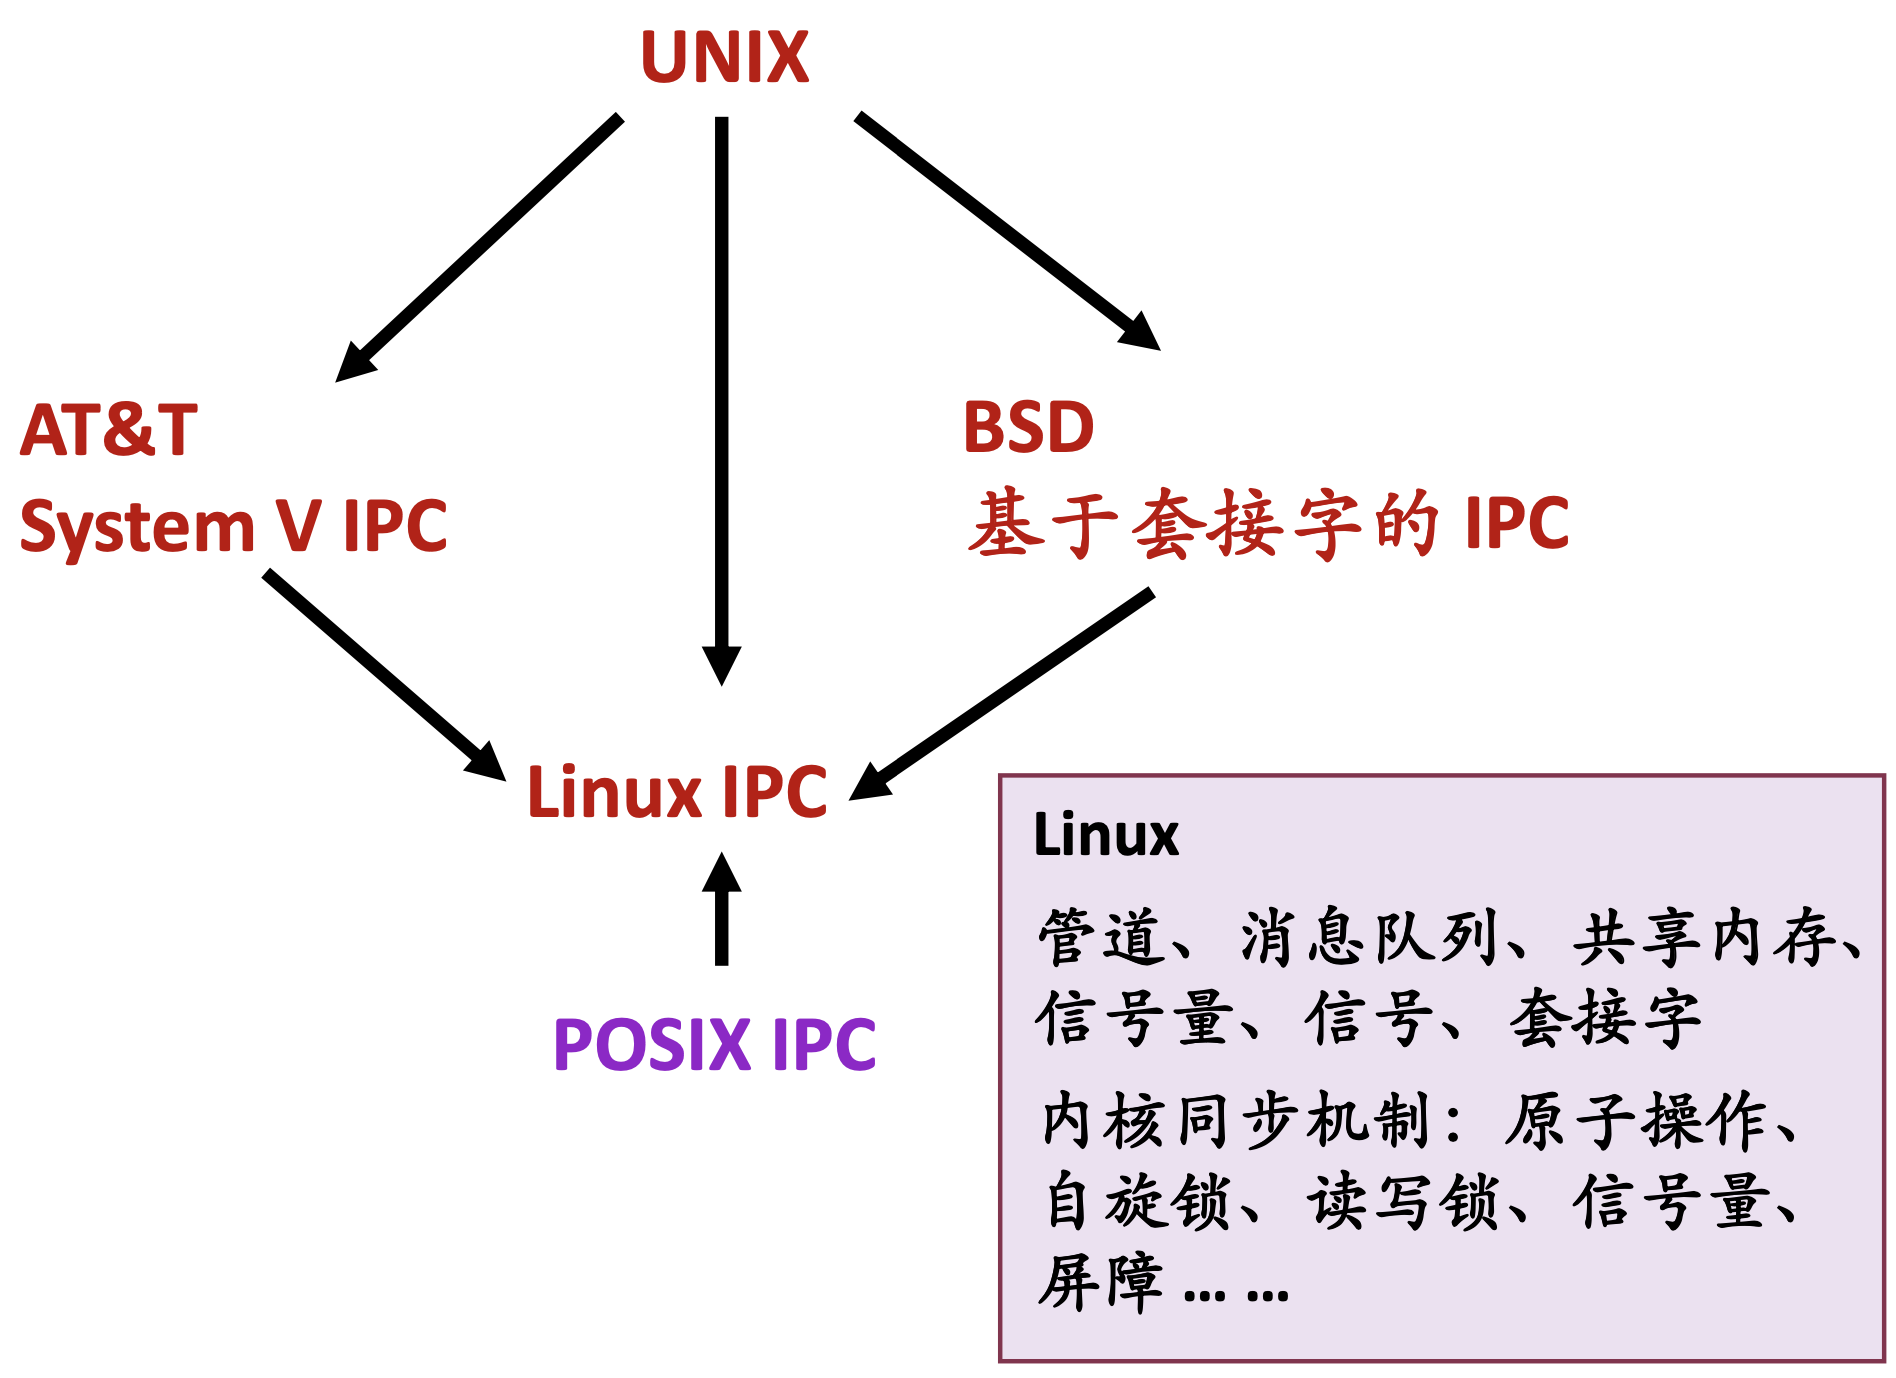 UNIX
AT&T
System V IPC
BSD
基于套接字的 IPC
Linux IPC
POSIX IPC
Linux
管道、消息队列、共享内存、
信号量、信号、套接字
内核同步机制：原子操作、
自旋锁、读写锁、信号量、
屏障 … …